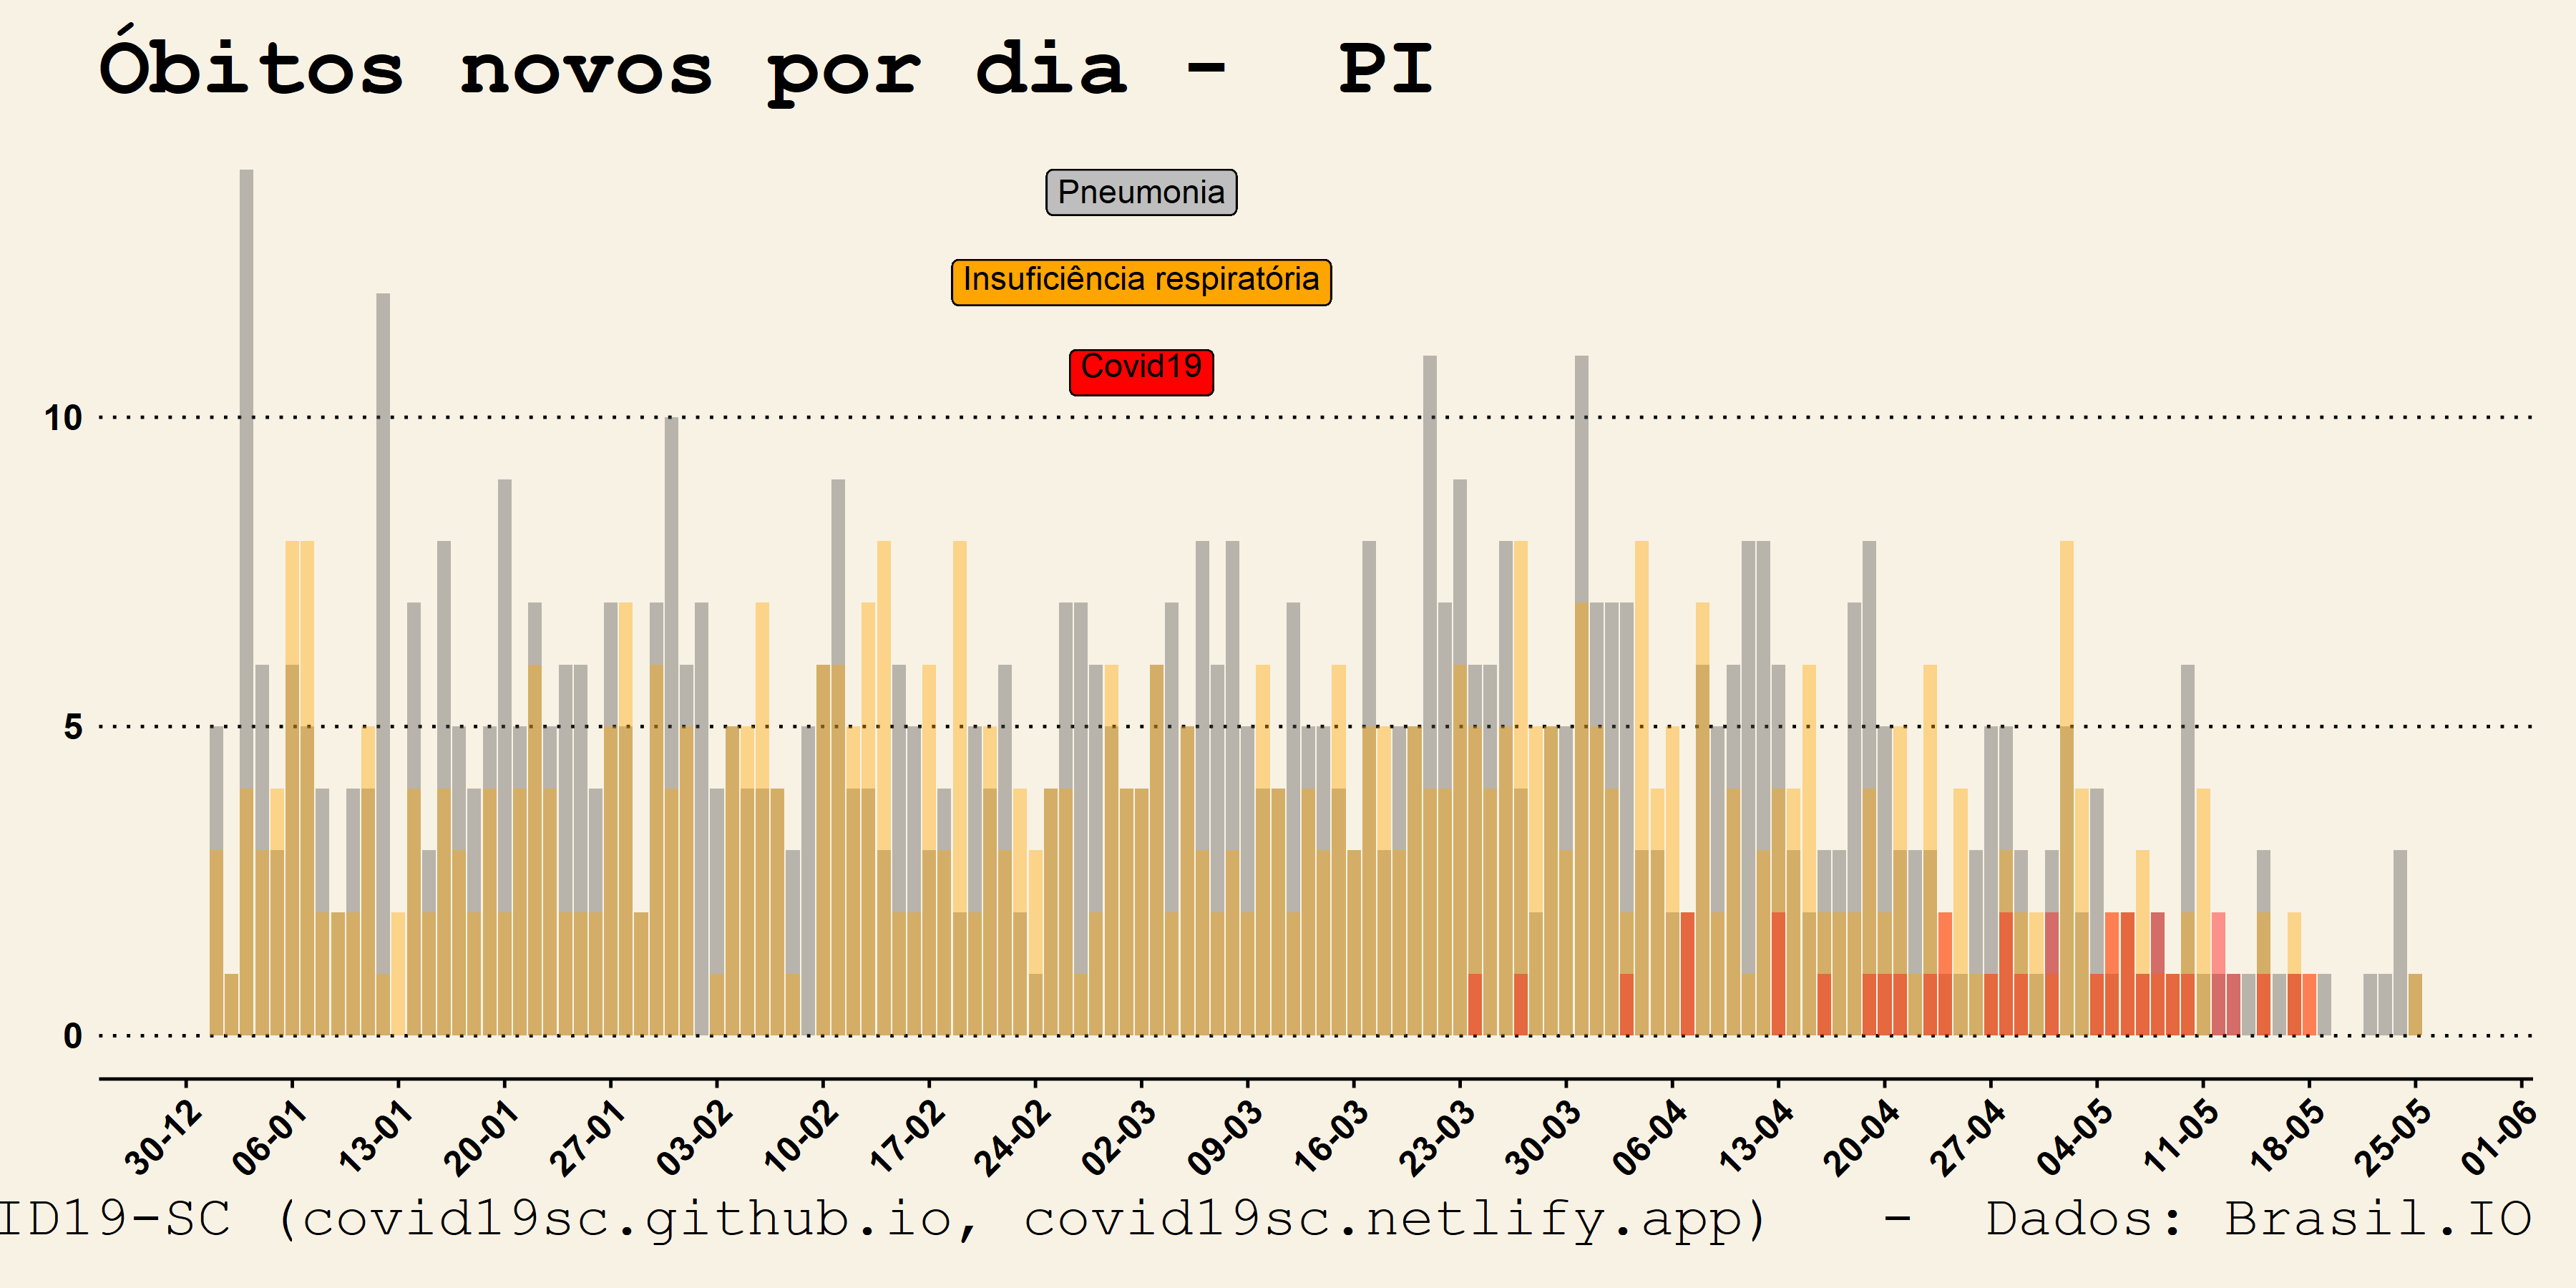 Óbitos novos por dia - PI
Pneumonia
Insuficiência respiratória
Covid19
10
5
0
30-12 06-01 13-01 20-01 27-01 03-02 10-02 17-02 24-02 02-03 09-03 16-03 23-03 30-03 06-04 13-04 20-04 27-04 04-05 11-05 18-05 25-05 01-06
ID19-SC (covid19sc.github.io, covid19sc.netlify.app) - Dados: Brasil.IO